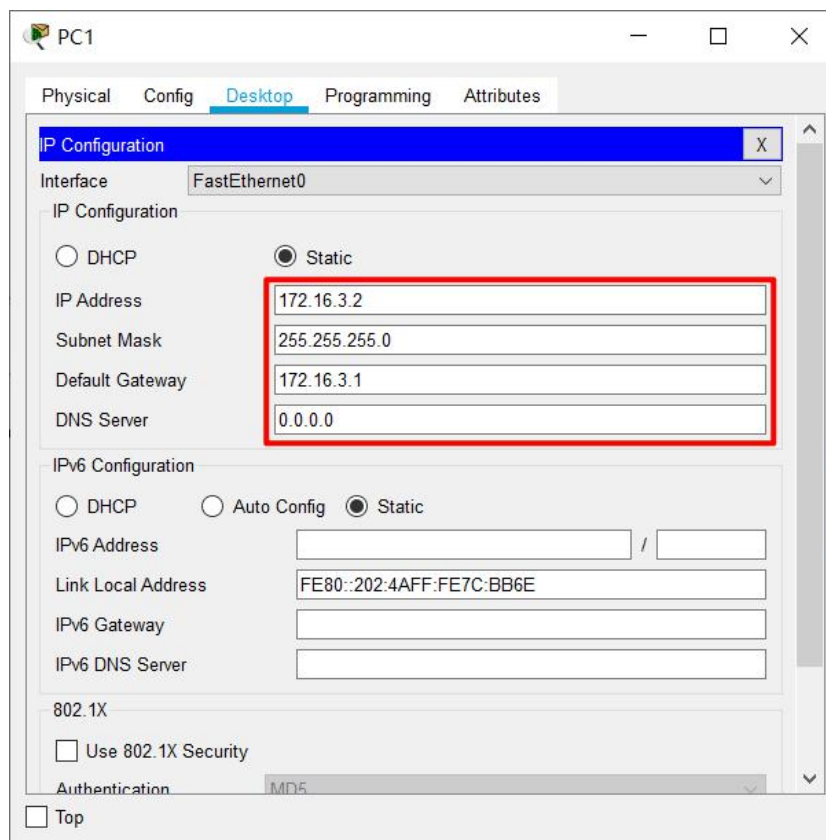 PC1
Physical Config Desktop Programming Attributes
IP Configuration X
Interface FastEthernet0
IP Configuration
DHCP Static
IP Address 172.16.3.2
Subnet Mask 255.255.255.0
Default Gateway 172.16.3.1
DNS Server 0.0.0.0
IPv6 Configuration
DHCP Auto Config Static
IPv6 Address /
Link Local Address FE80::202:4AFF:FE7C:BB6E
IPv6 Gateway
IPv6 DNS Server
802.1X
Use 802.1X Security
Authentication MD5
Top